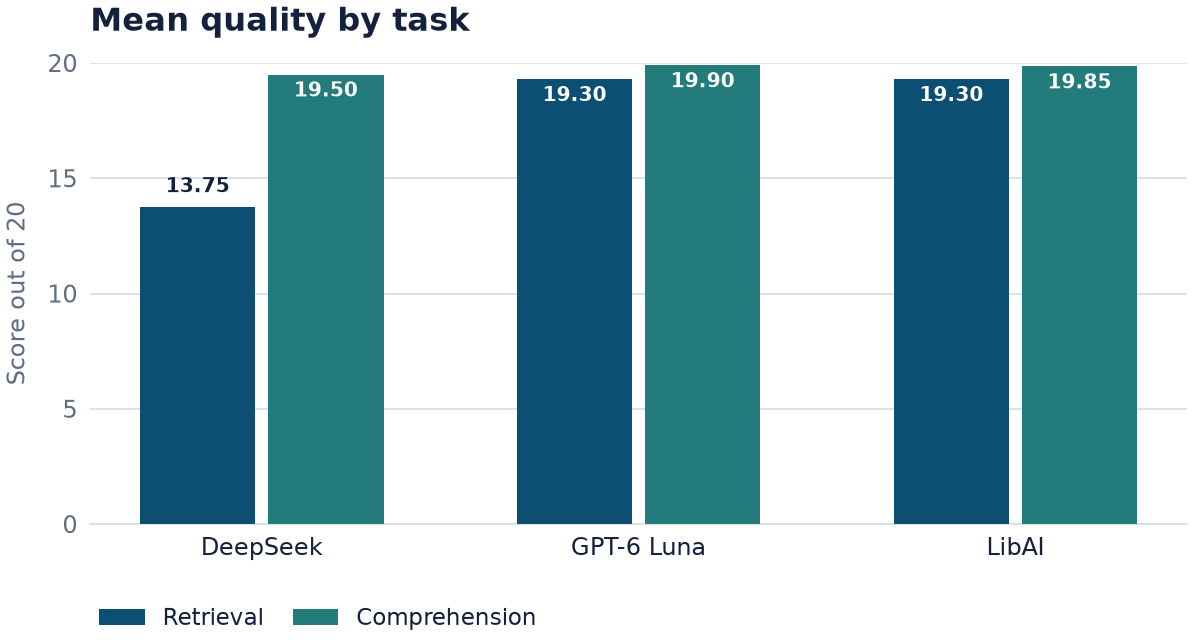 Mean quality by task
Score out of 20
20
15
10
5
0
13.75
19.50
19.30
19.90
19.30
19.85
DeepSeek
GPT-6 Luna
LibAI
Retrieval
Comprehension